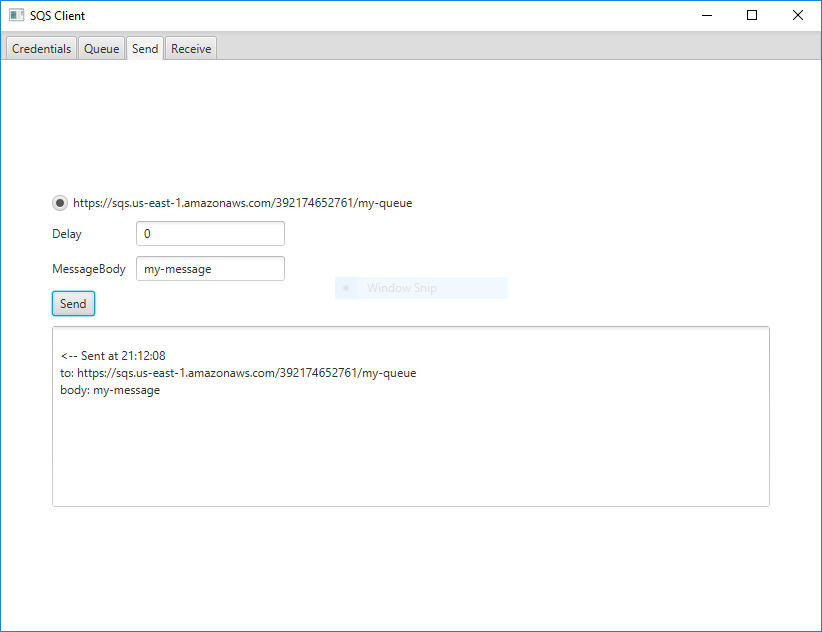 SQS Client
Credentials Queue Send Receive
https://sqs.us-east-1.amazonaws.com/392174652761/my-queue
Delay 0
MessageBody my-message
Window Snip
Send
<-- Sent at 21:12:08
to: https://sqs.us-east-1.amazonaws.com/392174652761/my-queue
body: my-message